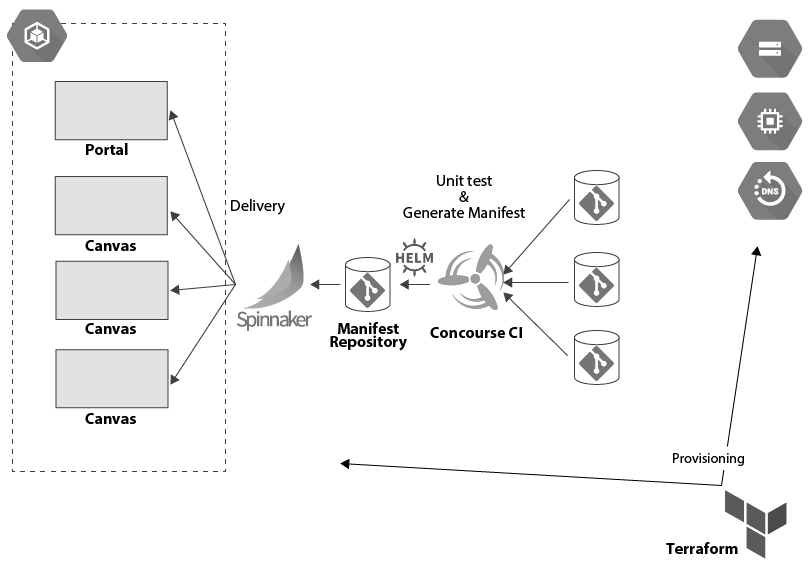 Portal
Canvas
Canvas
Canvas
Delivery
Spinnaker
Manifest
Repository
HELM
Unit test
&
Generate Manifest
Concourse CI
DNS
Provisioning
Terraform